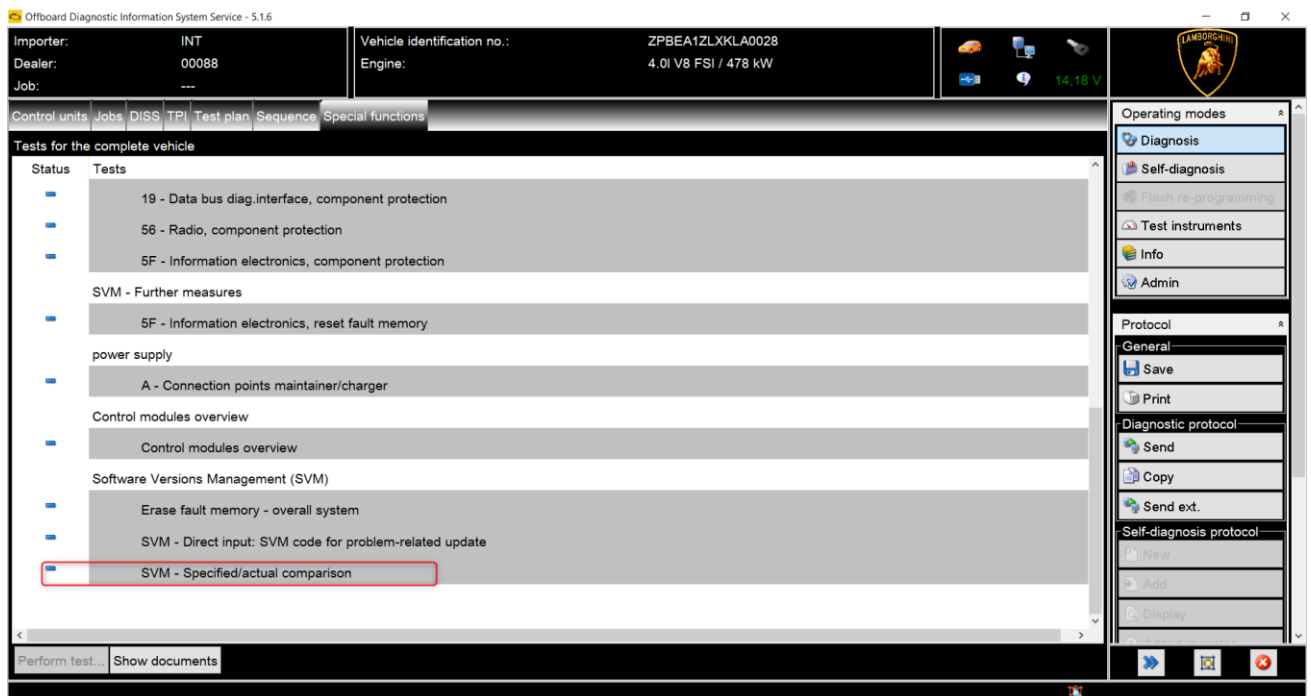 Offboard Diagnostic Information System Service - 5.1.6
Importer: INT Vehicle identification no.: ZPBEA1ZLXKLA0028
Dealer: 00088 Engine: 4.0l V8 FSI / 478 kW
Job: ---
14,18 V
LAMBORGHINI
Control units Jobs DISS TPI Test plan Sequence Special functions
Tests for the complete vehicle
Status Tests
19 - Data bus diag.interface, component protection
56 - Radio, component protection
5F - Information electronics, component protection
SVM - Further measures
5F - Information electronics, reset fault memory
power supply
A - Connection points maintainer/charger
Control modules overview
Control modules overview
Software Versions Management (SVM)
Erase fault memory - overall system
SVM - Direct input: SVM code for problem-related update
SVM - Specified/actual comparison
Perform test... Show documents
Operating modes
Diagnosis
Self-diagnosis
Flash re-programming
Test instruments
Info
Admin
Protocol
General
Save
Print
Diagnostic protocol
Send
Copy
Send ext.
Self-diagnosis protocol
New
Add
Display